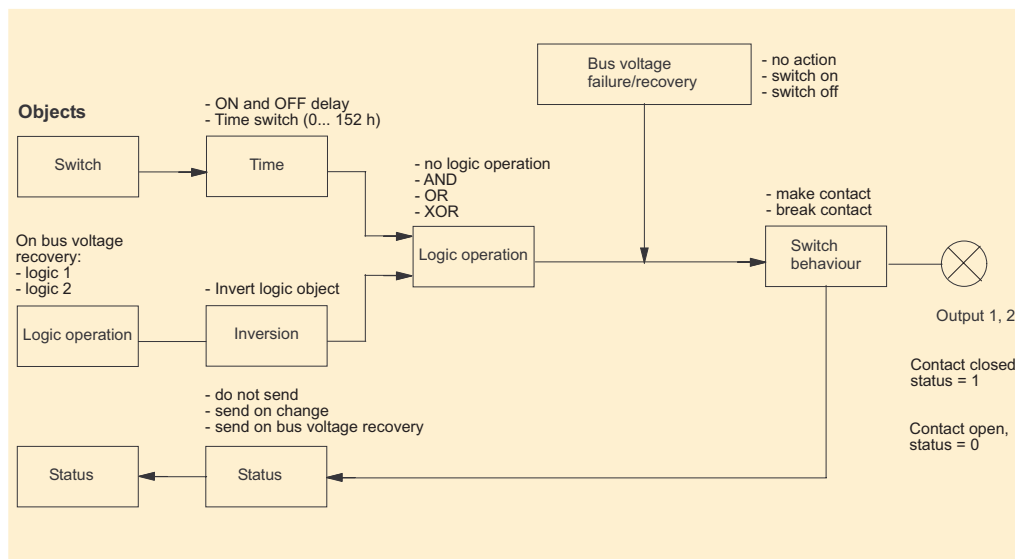 Bus voltage
failure/recovery
- no action
- switch on
- switch off
Objects
- ON and OFF delay
- Time switch (0... 152 h)
Switch
Time
- no logic operation
- AND
- OR
- XOR
- make contact
- break contact
On bus voltage
recovery:
- logic 1
- logic 2
Logic operation
Switch
behaviour
- Invert logic object
Logic operation
Inversion
Output 1, 2
Contact closed
status = 1
- do not send
- send on change
- send on bus voltage recovery
Contact open,
status = 0
Status
Status